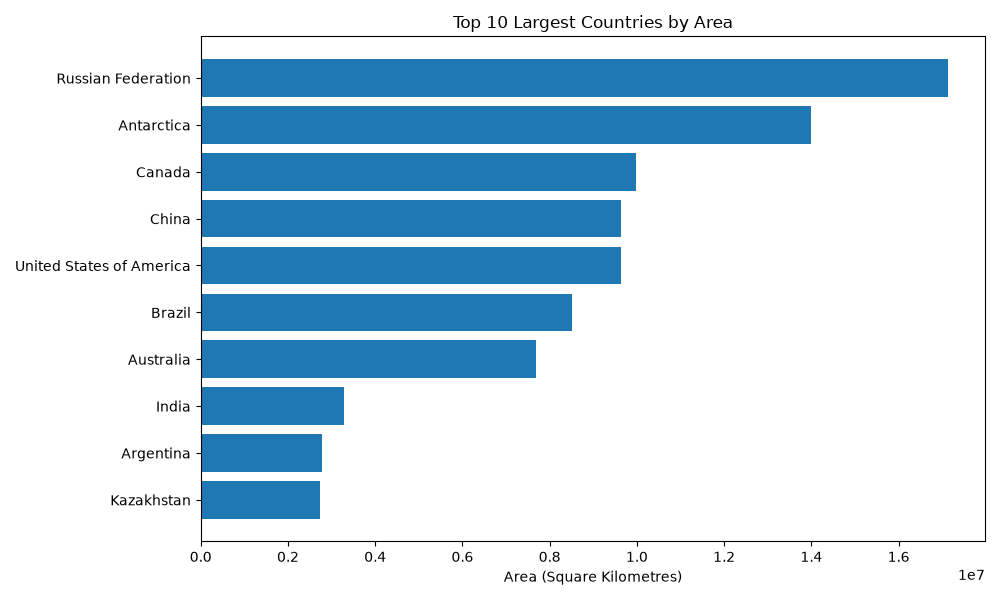 Top 10 Largest Countries by Area
Russian Federation
Antarctica
Canada
China
United States of America
Brazil
Australia
India
Argentina
Kazakhstan
0.0 0.2 0.4 0.6 0.8 1.0 1.2 1.4 1.6
1e7
Area (Square Kilometres)